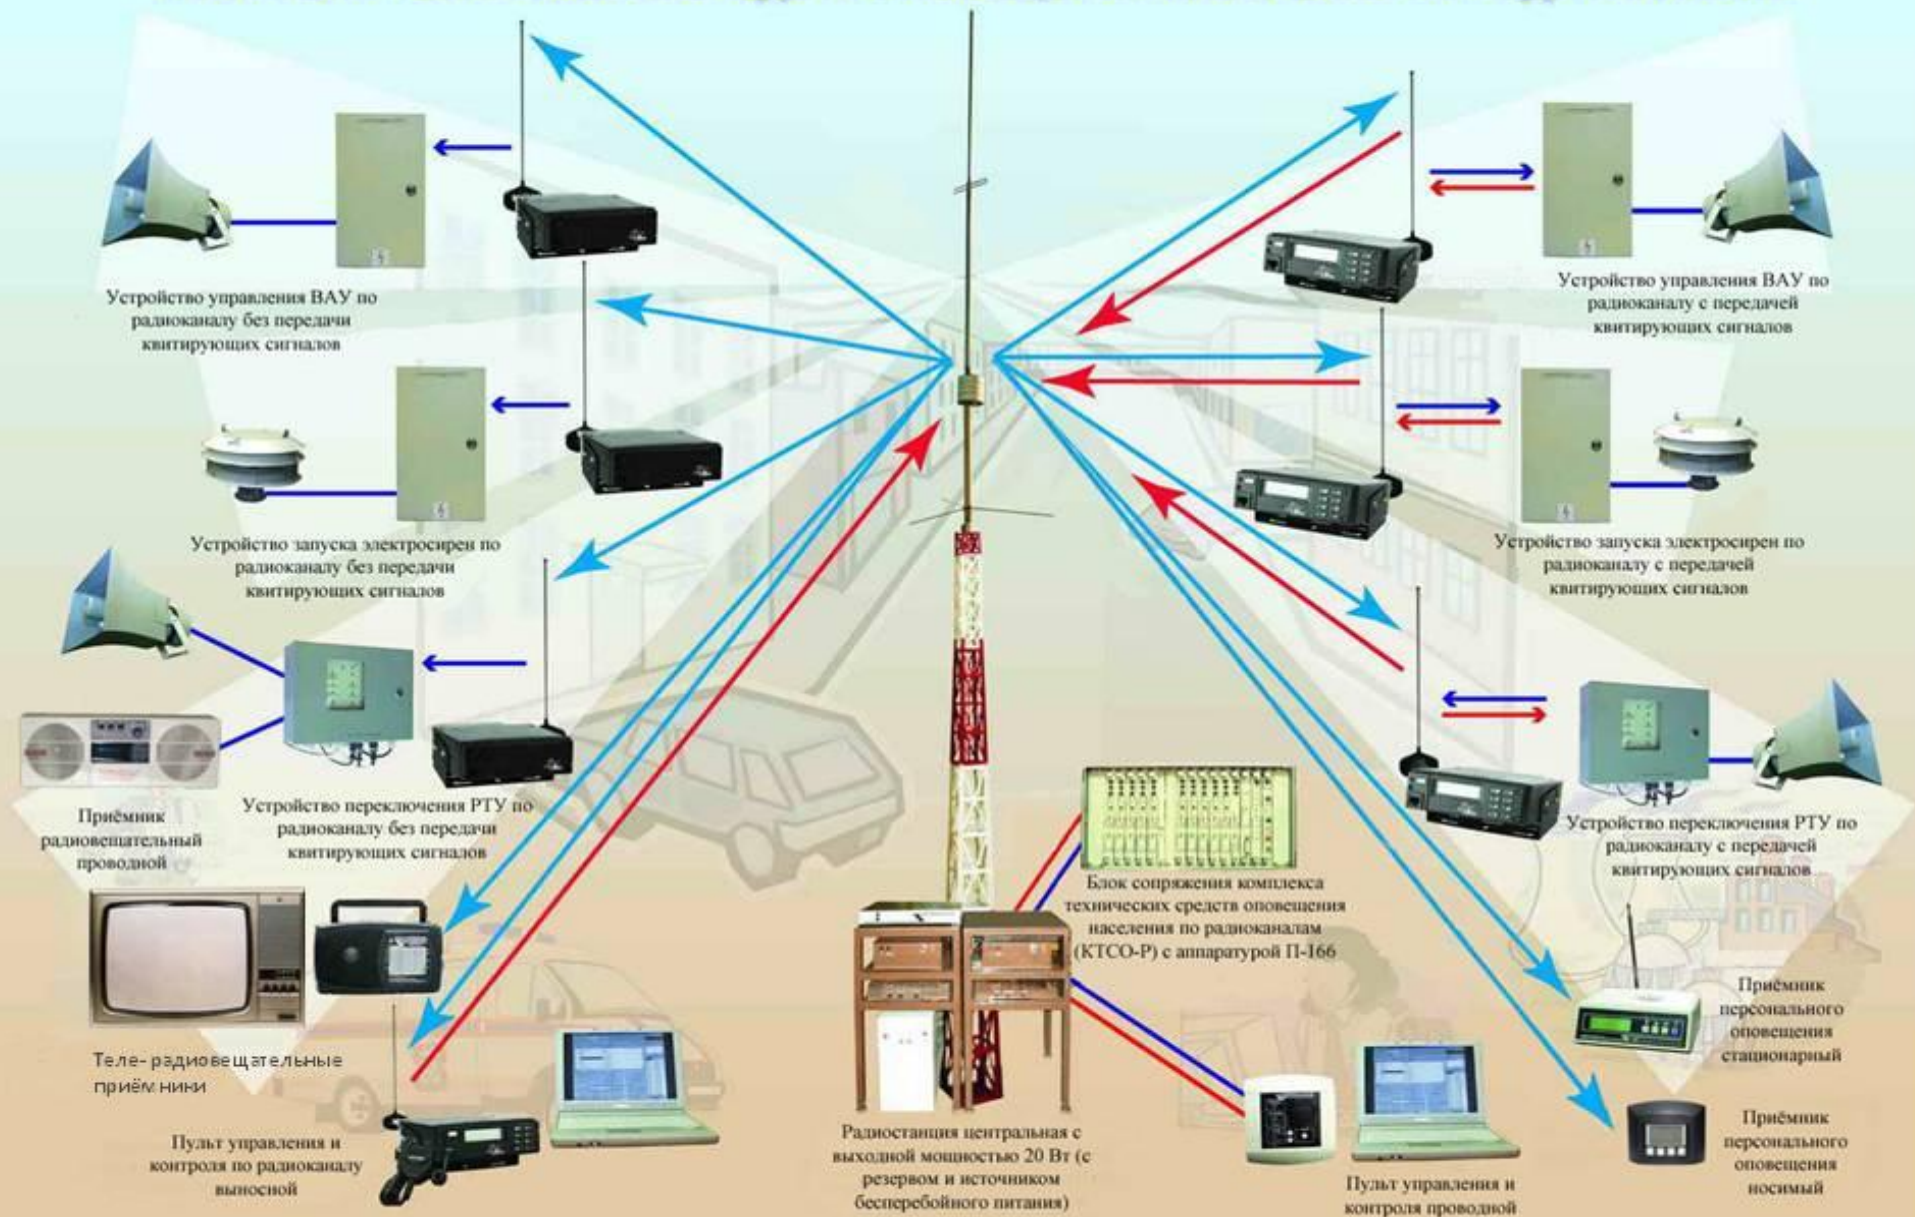 Устройство управления ВАУ по
радиоканалу без передачи
квитирующих сигналов
Устройство управления ВАУ по
радиоканалу с передачей
квитирующих сигналов
Устройство запуска электросирен по
радиоканалу без передачи
квитирующих сигналов
Устройство запуска электросирен по
радиоканалу с передачей
квитирующих сигналов
Приёмник
радиовещательный
проводной
Устройство переключения РТУ по
радиоканалу без передачи
квитирующих сигналов
Устройство переключения РТУ по
радиоканалу с передачей
квитирующих сигналов
Блок сопряжения комплекса
технических средств оповещения
населения по радиоканалам
(КТСО-Р) с аппаратурой П-166
Теле- радиовещательные
приёмники
Приёмник
персонального
оповещения
стационарный
Пульт управления и
контроля по радиоканалу
выносной
Радиостанция центральная с
выходной мощностью 20 Вт (с
резервом и источником
бесперебойного питания)
Пульт управления и
контроля проводной
Приёмник
персонального
оповещения
носимый